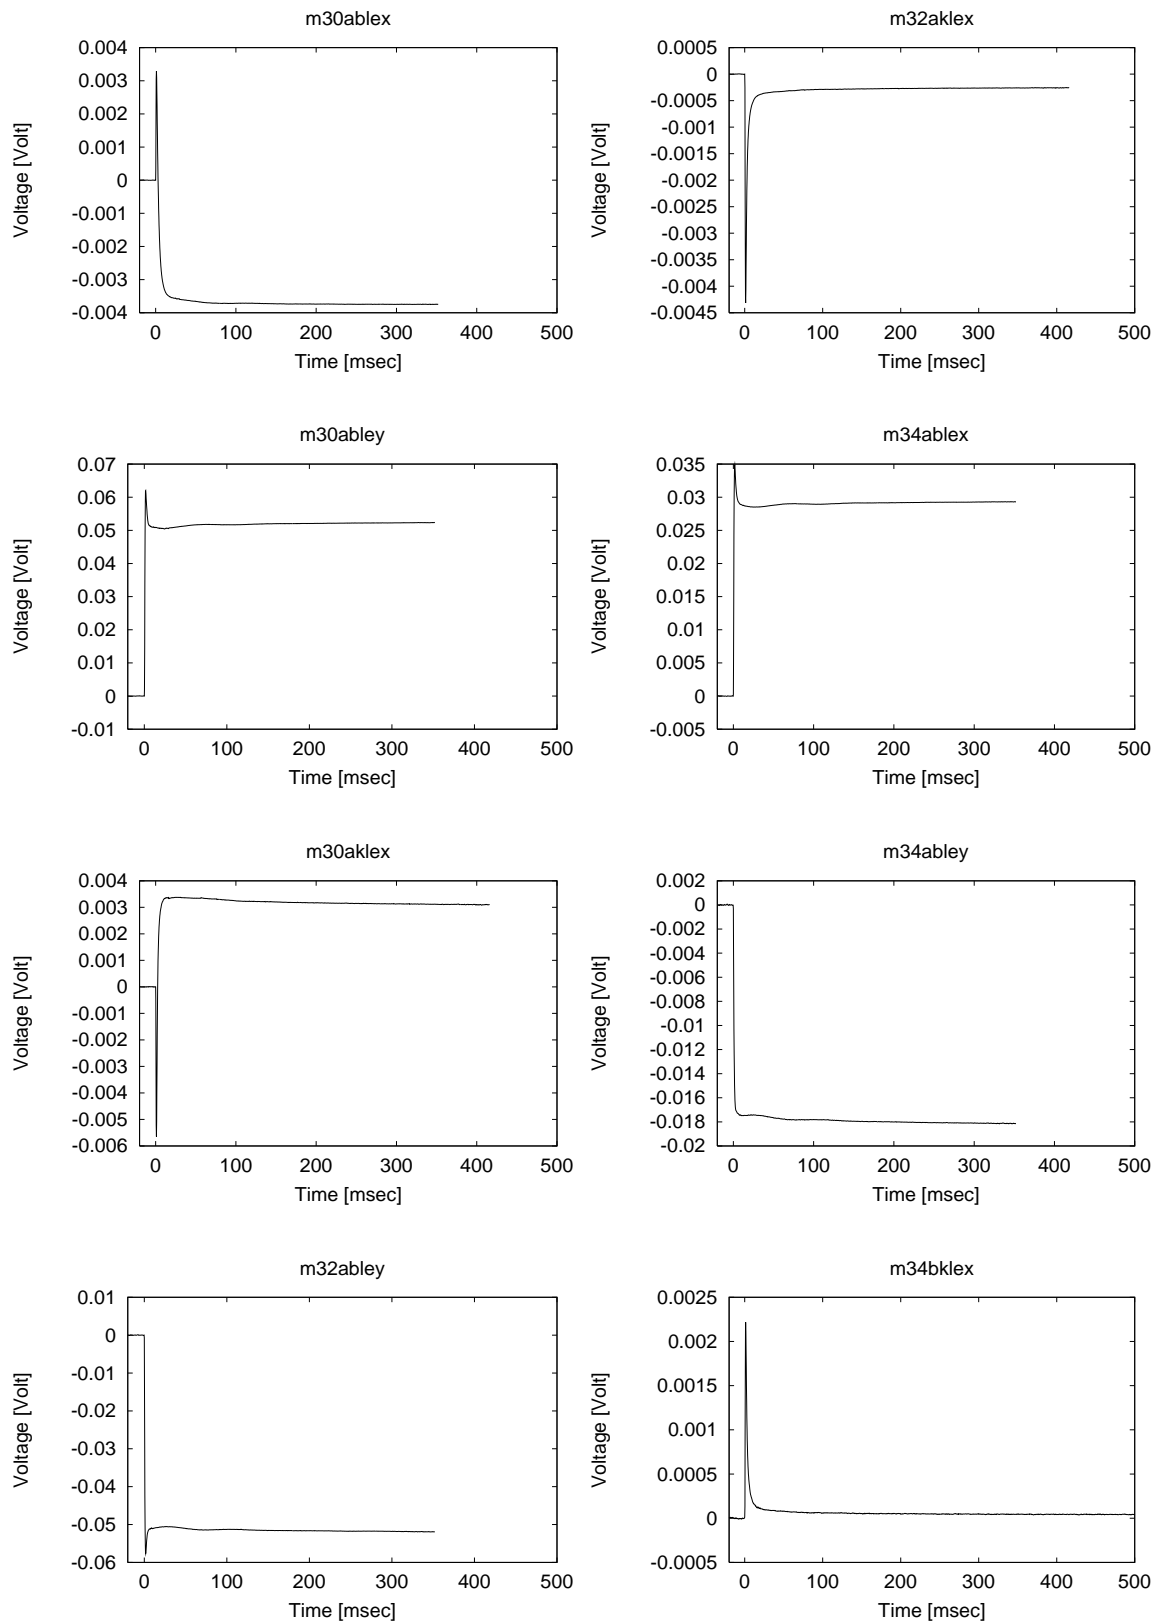 m30ablex
0.004
0.003
0.002
0.001
0
-0.001
-0.002
-0.003
-0.004
Voltage [Volt]
0 100 200 300 400 500
Time [msec]
m32aklex
0.0005
0
-0.0005
-0.001
-0.0015
-0.002
-0.0025
-0.003
-0.0035
-0.004
-0.0045
Voltage [Volt]
0 100 200 300 400 500
Time [msec]
m30abley
0.07
0.06
0.05
0.04
0.03
0.02
0.01
0
-0.01
Voltage [Volt]
0 100 200 300 400 500
Time [msec]
m34ablex
0.035
0.03
0.025
0.02
0.015
0.01
0.005
0
-0.005
Voltage [Volt]
0 100 200 300 400 500
Time [msec]
m30aklex
0.004
0.003
0.002
0.001
0
-0.001
-0.002
-0.003
-0.004
-0.005
-0.006
Voltage [Volt]
0 100 200 300 400 500
Time [msec]
m34abley
0.002
0
-0.002
-0.004
-0.006
-0.008
-0.01
-0.012
-0.014
-0.016
-0.018
-0.02
Voltage [Volt]
0 100 200 300 400 500
Time [msec]
m32abley
0.01
0
-0.01
-0.02
-0.03
-0.04
-0.05
-0.06
Voltage [Volt]
0 100 200 300 400 500
Time [msec]
m34bklex
0.0025
0.002
0.0015
0.001
0.0005
0
-0.0005
Voltage [Volt]
0 100 200 300 400 500
Time [msec]